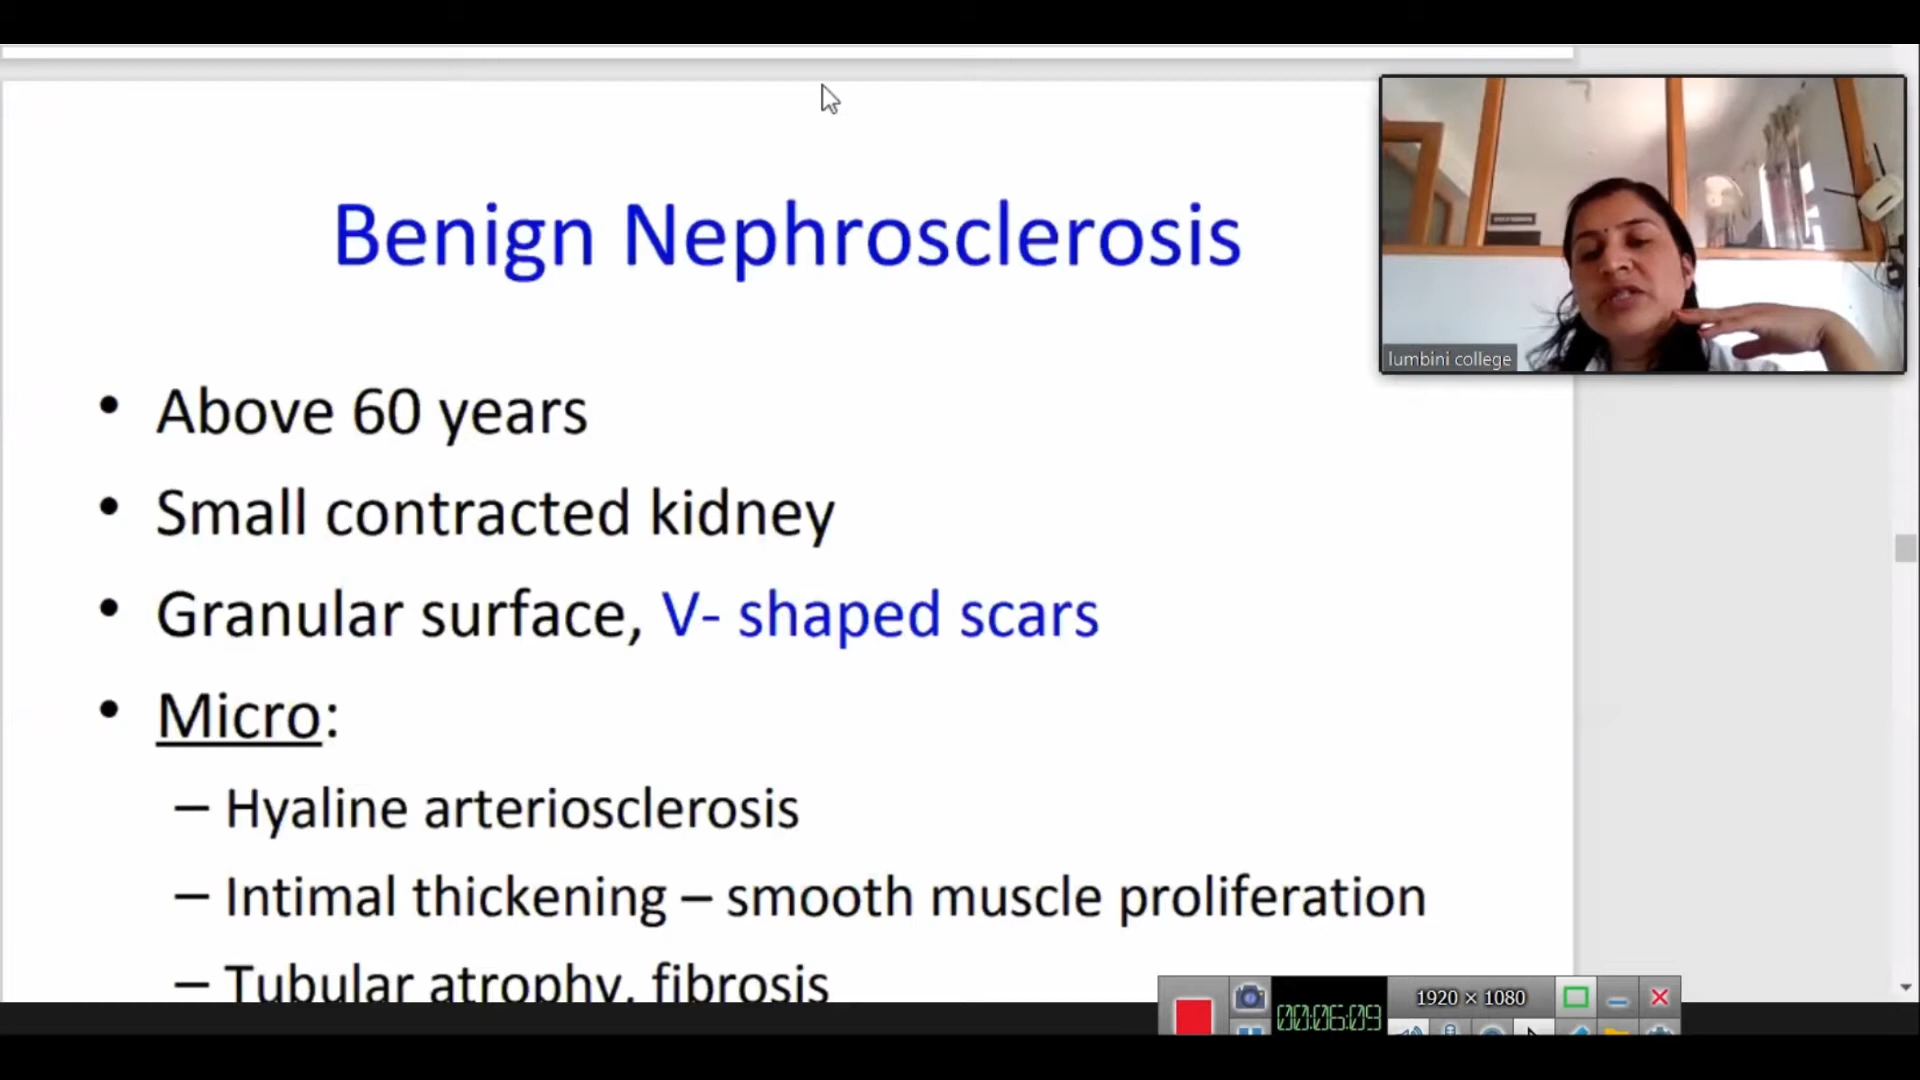 Benign Nephrosclerosis
lumbini college
• Above 60 years
• Small contracted kidney
• Granular surface, V- shaped scars
• Micro:
– Hyaline arteriosclerosis
– Intimal thickening – smooth muscle proliferation
– Tubular atrophy, fibrosis
1920 × 1080
00:06:09